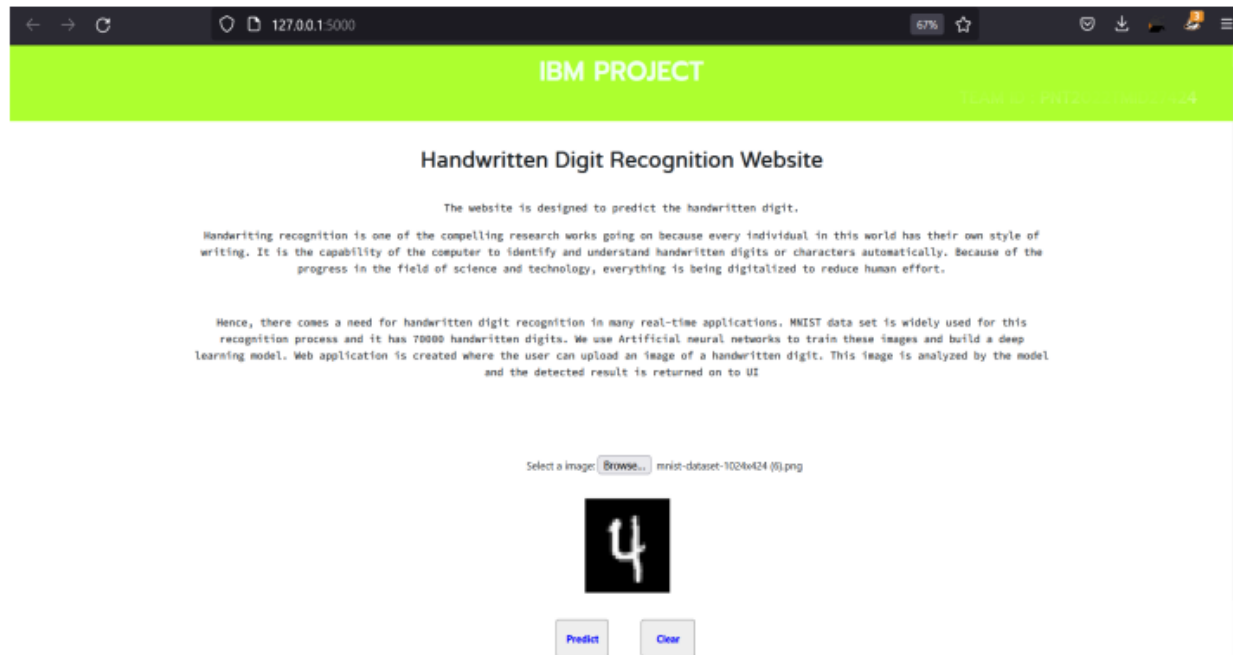 127.0.0.1:5000
67%
3
IBM PROJECT
Handwritten Digit Recognition Website
The website is designed to predict the handwritten digit.
Handwriting recognition is one of the compelling research works going on because every individual in this world has their own style of
writing. It is the capability of the computer to identify and understand handwritten digits or characters automatically. Because of the
progress in the field of science and technology, everything is being digitalized to reduce human effort.
Hence, there comes a need for handwritten digit recognition in many real-time applications. MNIST data set is widely used for this
recognition process and it has 70000 handwritten digits. We use Artificial neural networks to train these images and build a deep
learning model. Web application is created where the user can upload an image of a handwritten digit. This image is analyzed by the model
and the detected result is returned on to UI
Select a image: Browse... mnist-dataset-1024x424 (6).png
4
Predict Clear